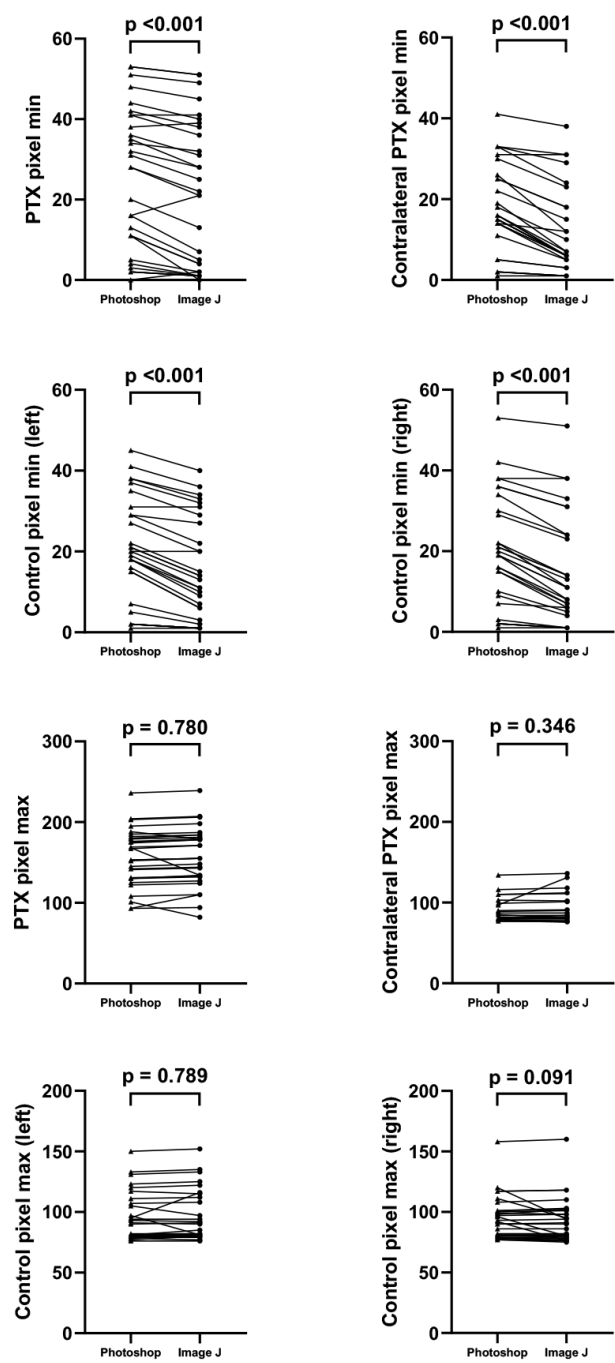 p <0.001
60
40
20
0
PTX pixel min
Photoshop Image J
p <0.001
60
40
20
0
Contralateral PTX pixel min
Photoshop Image J
p <0.001
60
40
20
0
Control pixel min (left)
Photoshop Image J
p <0.001
60
40
20
0
Control pixel min (right)
Photoshop Image J
p = 0.780
300
200
100
0
PTX pixel max
Photoshop Image J
p = 0.346
300
200
100
0
Contralateral PTX pixel max
Photoshop Image J
p = 0.789
200
150
100
50
0
Control pixel max (left)
Photoshop Image J
p = 0.091
200
150
100
50
0
Control pixel max (right)
Photoshop Image J